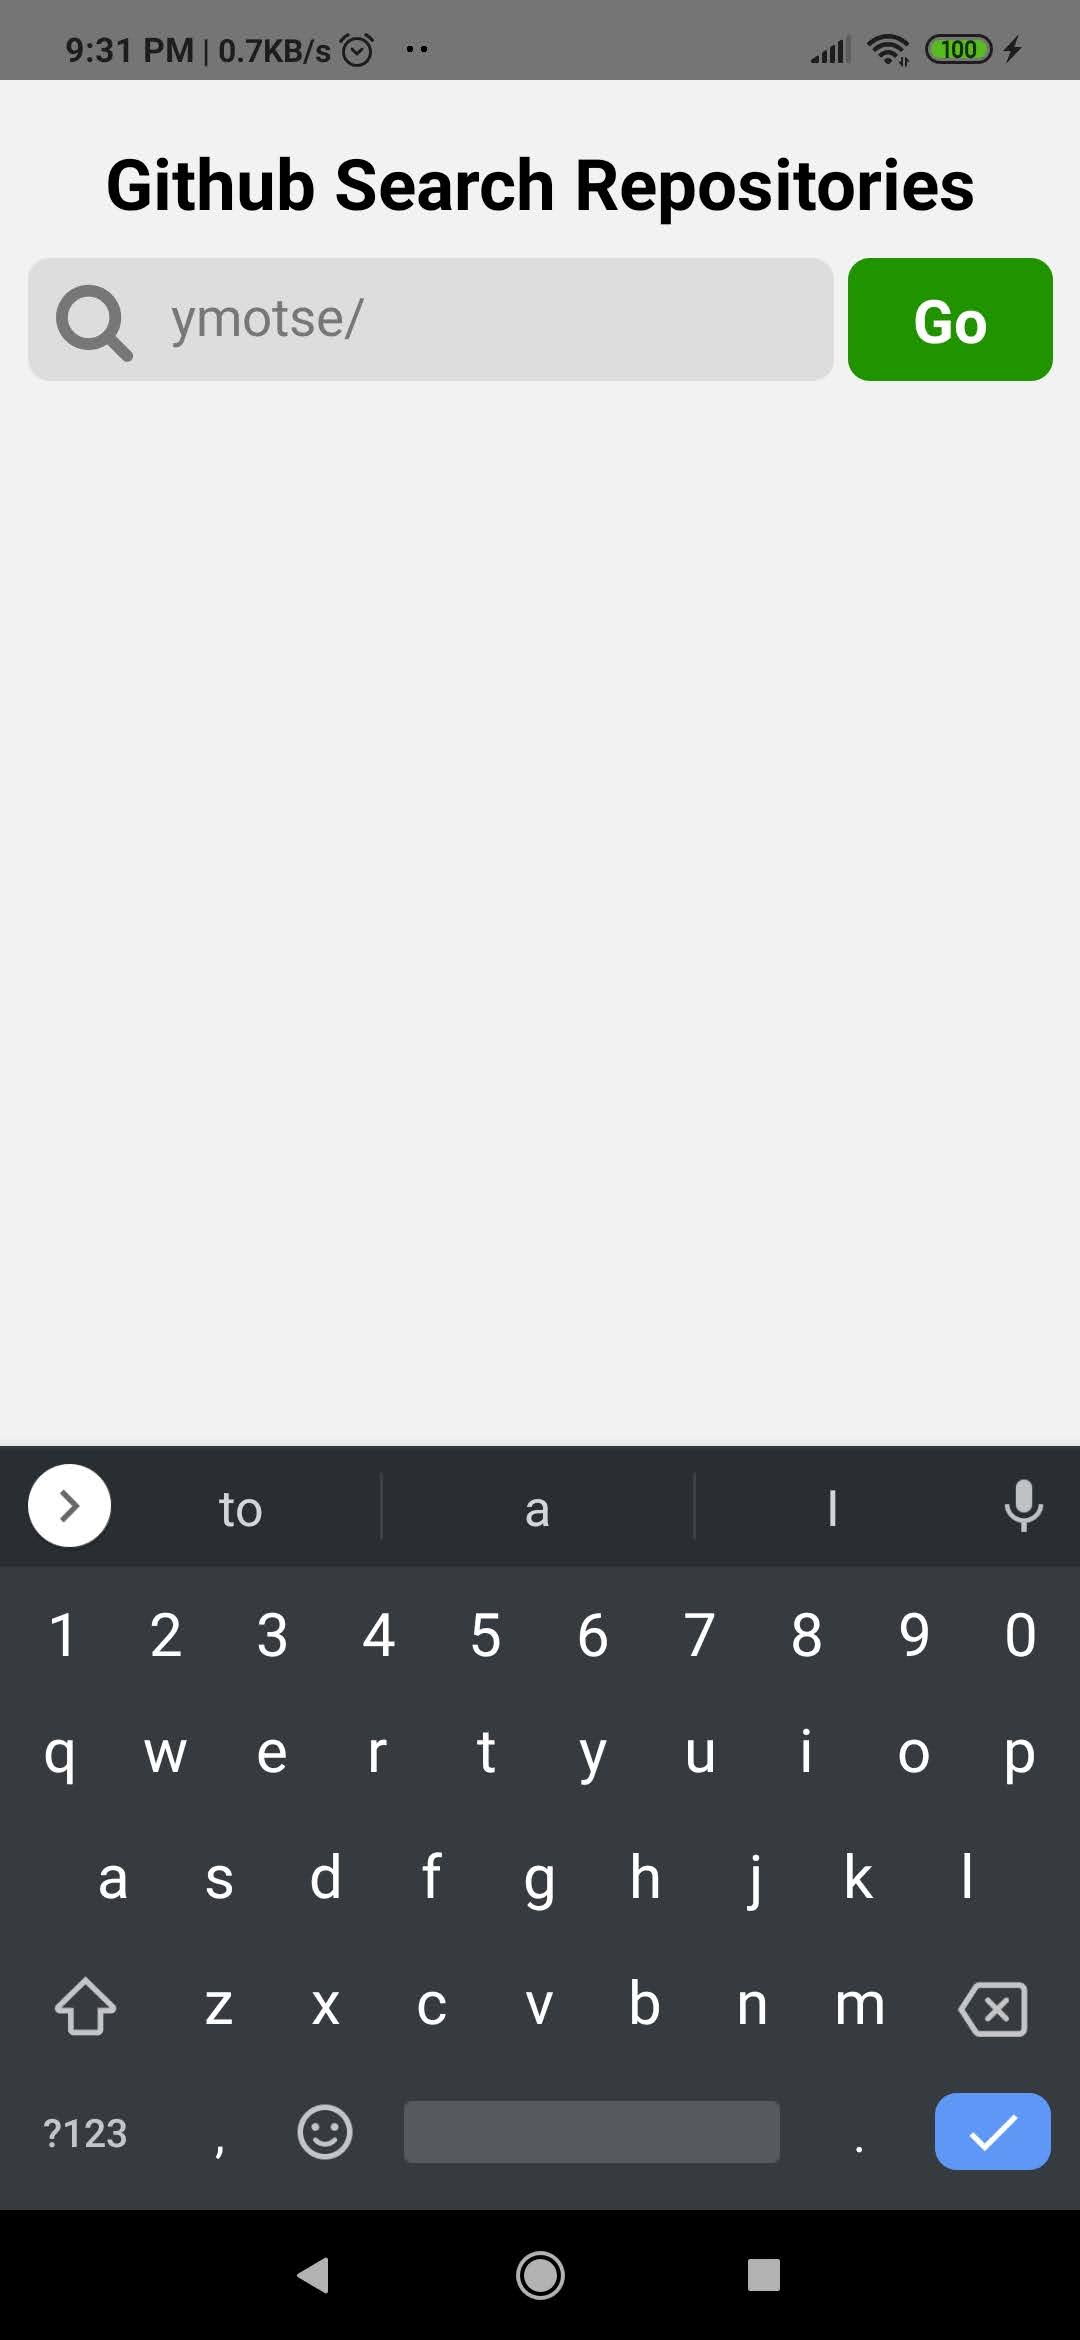 9:31 PM | 0.7KB/s
100
Github Search Repositories
ymotse/
Go
to a I
1 2 3 4 5 6 7 8 9 0
q w e r t y u i o p
a s d f g h j k l
z x c v b n m
?123 , .